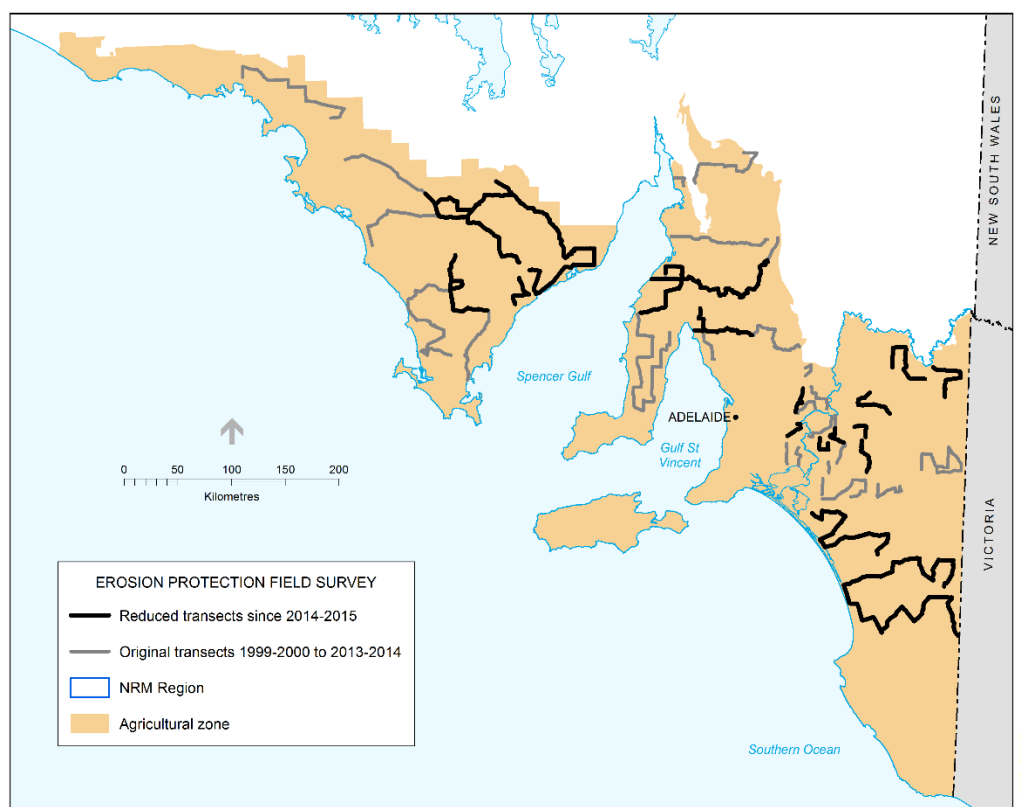 NEW SOUTH WALES
Spencer Gulf
ADELAIDE
Gulf St
Vincent
0 50 100 150 200
Kilometres
VICTORIA
EROSION PROTECTION FIELD SURVEY
Reduced transects since 2014-2015
Original transects 1999-2000 to 2013-2014
NRM Region
Agricultural zone
Southern Ocean